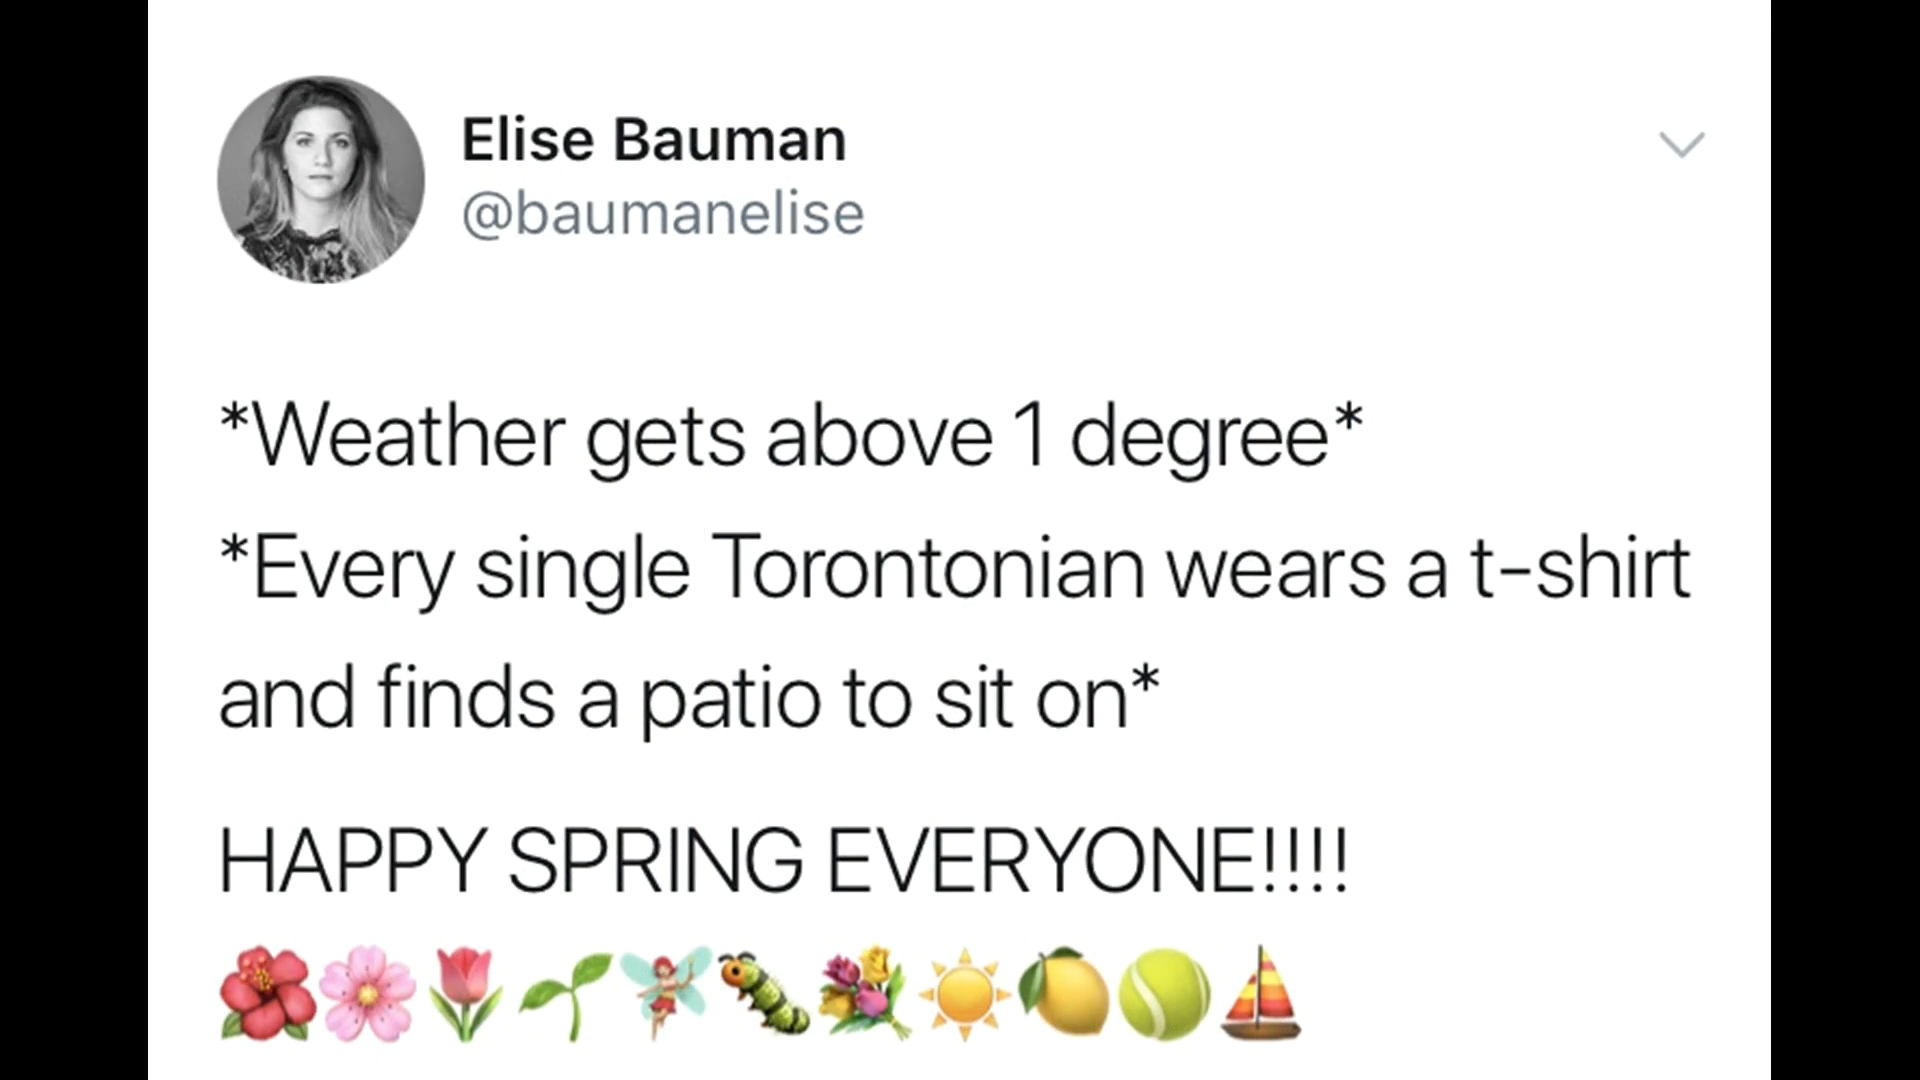 Elise Bauman
@baumanelise
*Weather gets above 1 degree*
*Every single Torontonian wears a t-shirt
and finds a patio to sit on*
HAPPY SPRING EVERYONE!!!!
🌺🌸🌷🌱🧚🐛💐☀️🍋🎾⛵